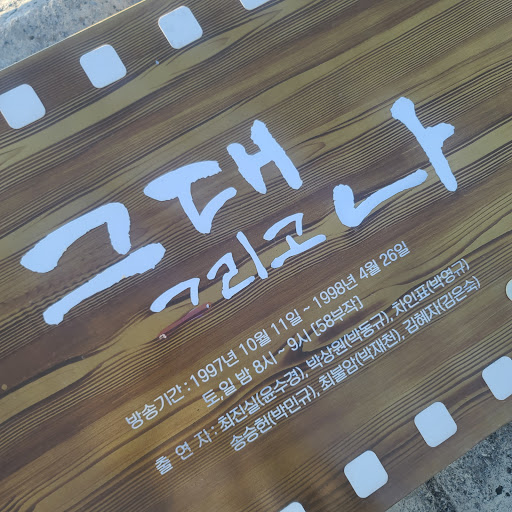 그대 그리고 나
방송기간 : 1997년 10월 11일 ~ 1998년 4월 26일
토,일 밤 8시 ~ 9시 [58부작]
출 연 자 : 최진실(윤수경), 박상원(박동규), 차인표(박영규)
송승헌(박민규), 최불암(박재천), 김혜자(김은순)